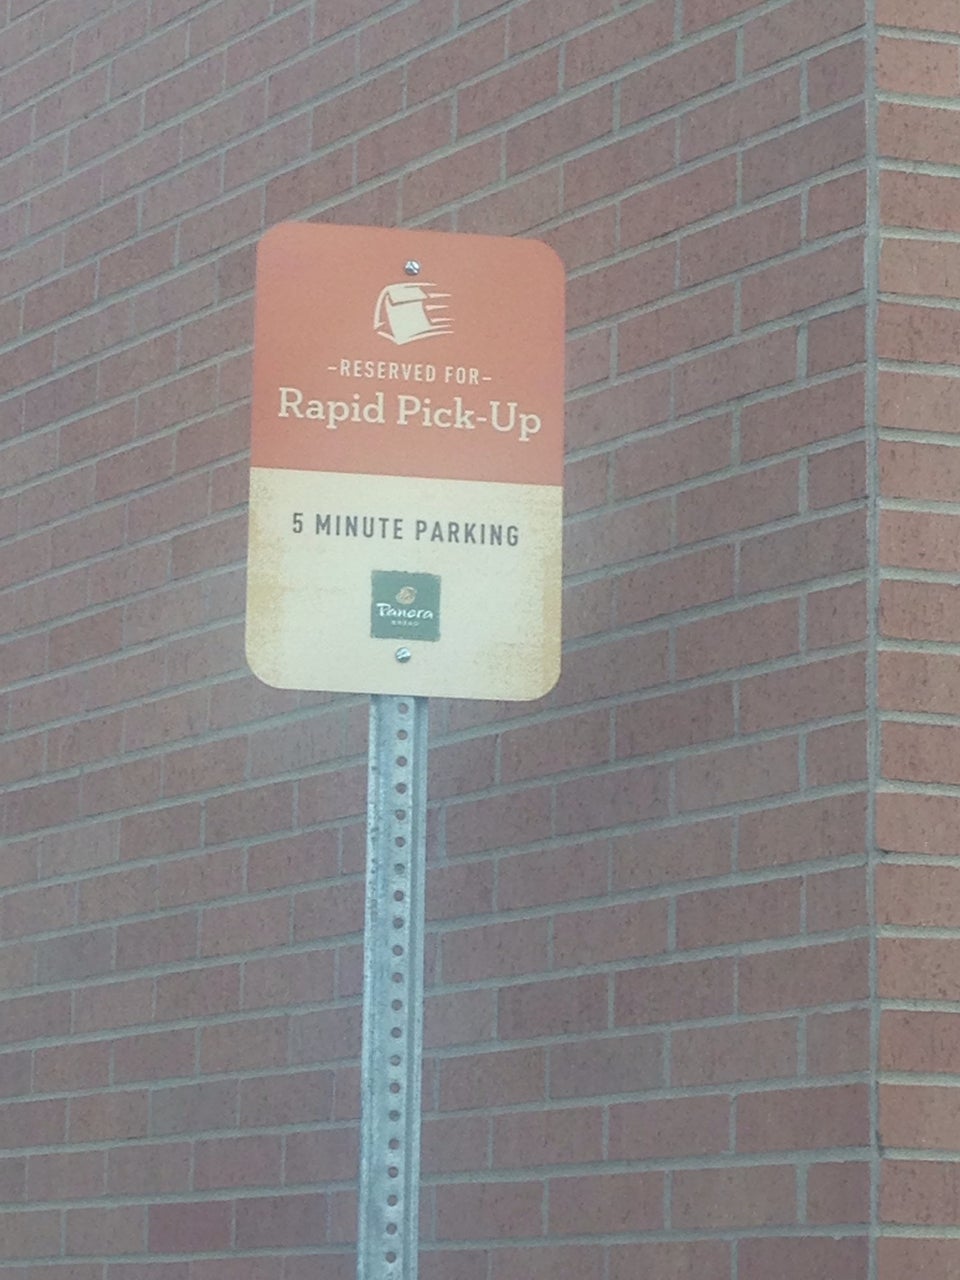 -RESERVED FOR-
Rapid Pick-Up
5 MINUTE PARKING
Panera
BREAD